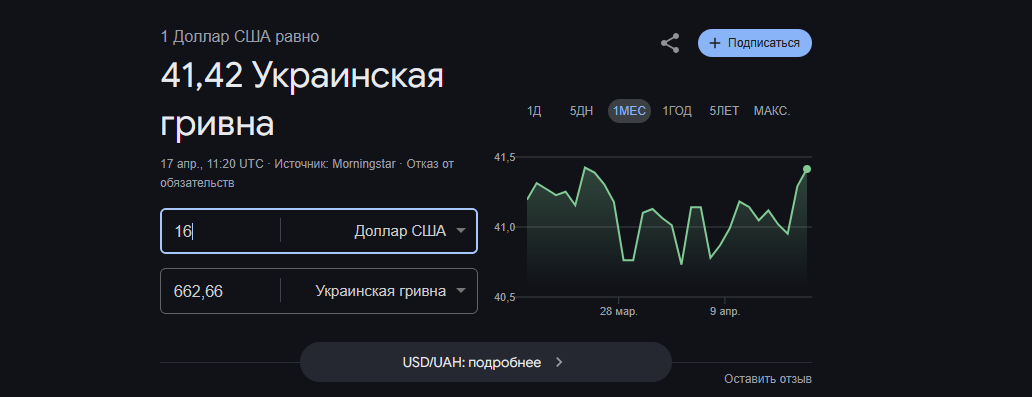 1 Доллар США равно
41,42 Украинская
гривна
17 апр., 11:20 UTC · Источник: Morningstar · Отказ от
обязательств
16 Доллар США
662,66 Украинская гривна
Подписаться
1Д 5ДН 1МЕС 1ГОД 5ЛЕТ МАКС.
41,5
41,0
40,5
28 мар. 9 апр.
USD/UAH: подробнее
Оставить отзыв